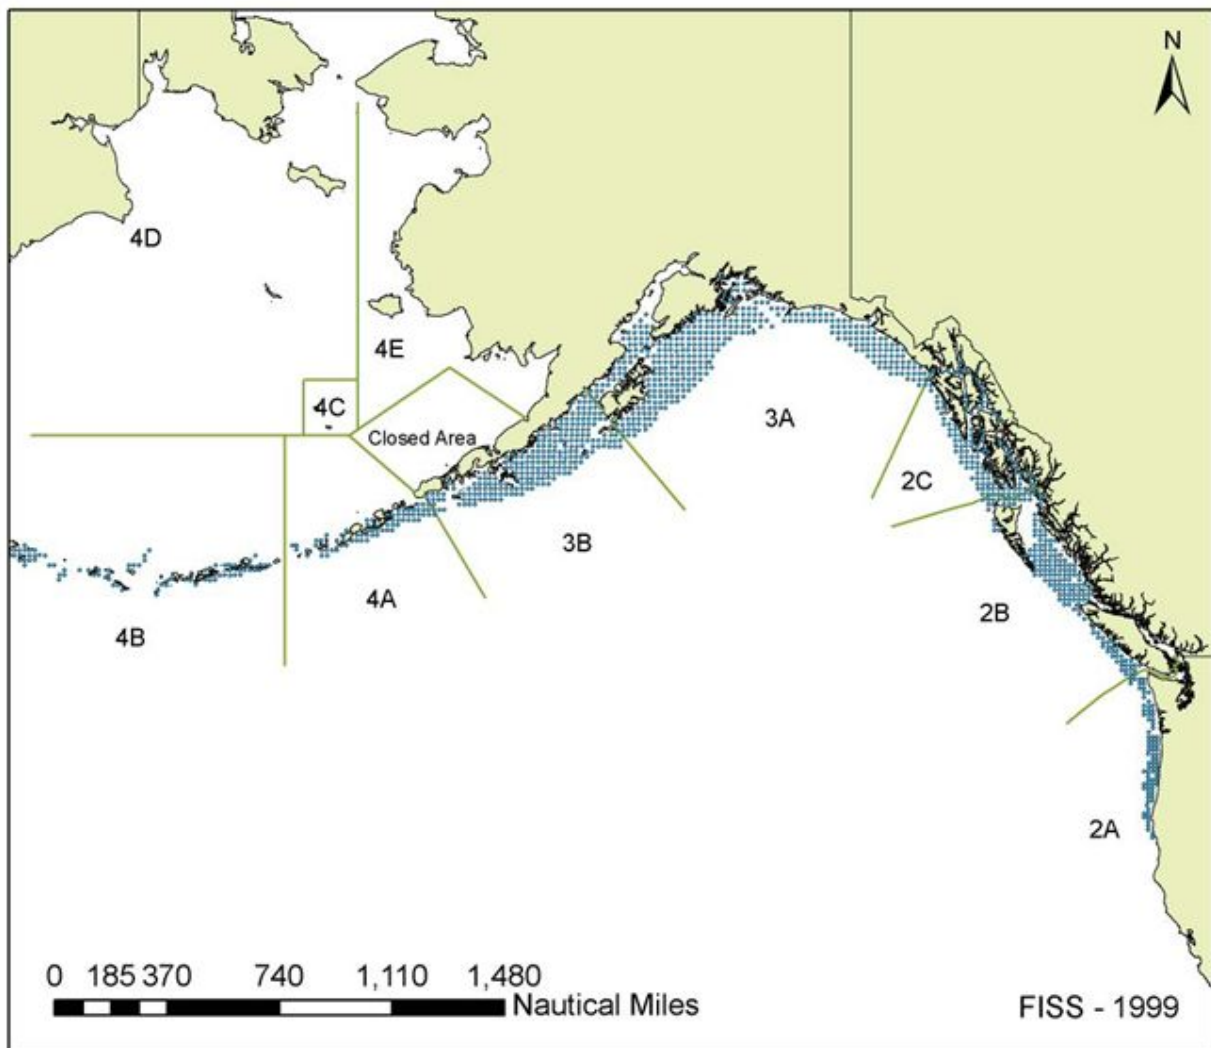 N
4D
4E
4C
Closed Area
3A
2C
3B
4A
2B
4B
2A
0 185 370 740 1,110 1,480
Nautical Miles
FISS - 1999